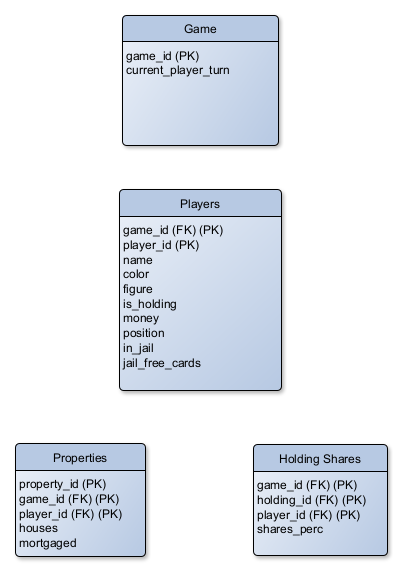 Game
game_id (PK)
current_player_turn
Players
game_id (FK) (PK)
player_id (PK)
name
color
figure
is_holding
money
position
in_jail
jail_free_cards
Properties
property_id (PK)
game_id (FK) (PK)
player_id (FK) (PK)
houses
mortgaged
Holding Shares
game_id (FK) (PK)
holding_id (FK) (PK)
player_id (FK) (PK)
shares_perc